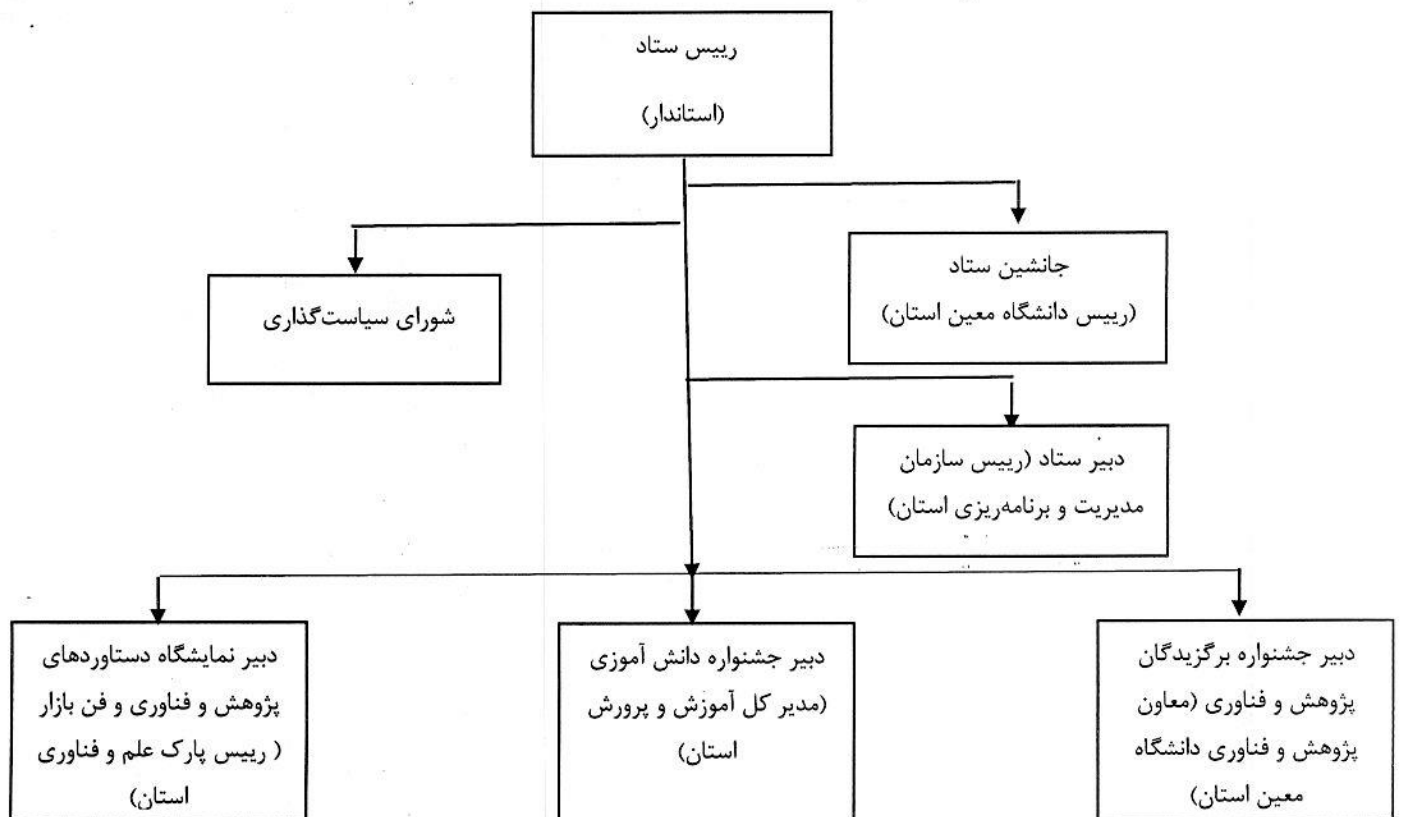 رییس ستاد
(استاندار)
جانشین ستاد
(رییس دانشگاه معین استان)
شورای سیاست‌گذاری
دبیر ستاد (رییس سازمان
مدیریت و برنامه‌ریزی استان)
دبیر جشنواره برگزیدگان
پژوهش و فناوری (معاون
پژوهش و فناوری دانشگاه
معین استان)
دبیر جشنواره دانش آموزی
(مدیر کل آموزش و پرورش
استان)
دبیر نمایشگاه دستاوردهای
پژوهش و فناوری و فن بازار
( رییس پارک علم و فناوری
استان)